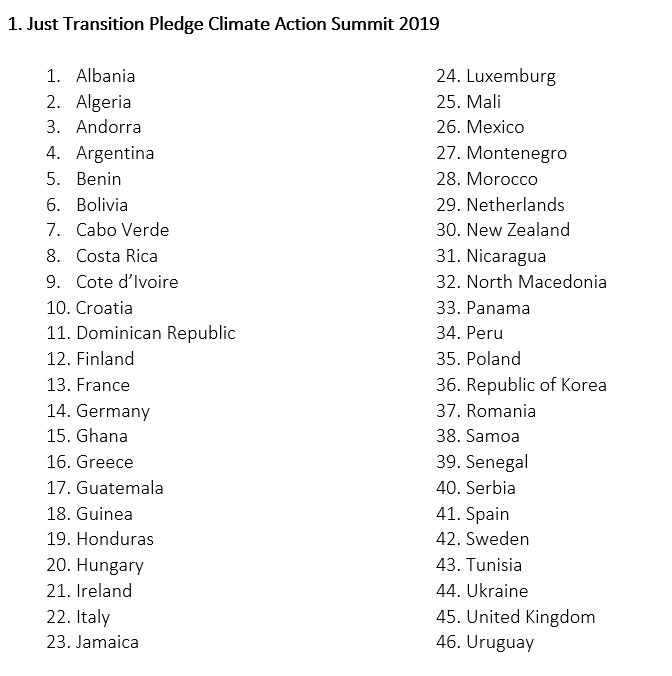 1. Just Transition Pledge Climate Action Summit 2019
1. Albania
2. Algeria
3. Andorra
4. Argentina
5. Benin
6. Bolivia
7. Cabo Verde
8. Costa Rica
9. Cote d’Ivoire
10. Croatia
11. Dominican Republic
12. Finland
13. France
14. Germany
15. Ghana
16. Greece
17. Guatemala
18. Guinea
19. Honduras
20. Hungary
21. Ireland
22. Italy
23. Jamaica
24. Luxemburg
25. Mali
26. Mexico
27. Montenegro
28. Morocco
29. Netherlands
30. New Zealand
31. Nicaragua
32. North Macedonia
33. Panama
34. Peru
35. Poland
36. Republic of Korea
37. Romania
38. Samoa
39. Senegal
40. Serbia
41. Spain
42. Sweden
43. Tunisia
44. Ukraine
45. United Kingdom
46. Uruguay